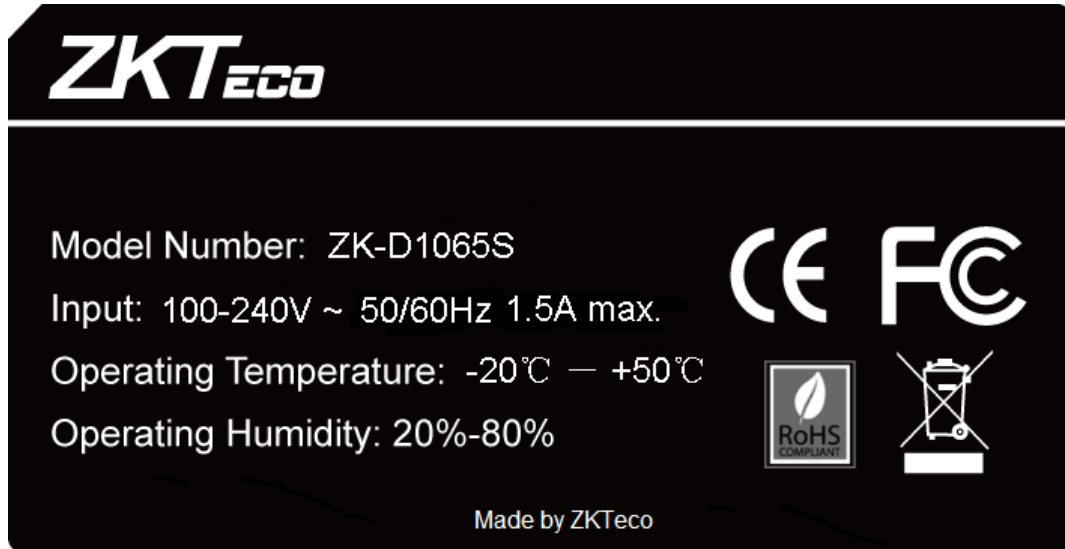 ZKTECO
Model Number: ZK-D1065S
Input: 100-240V ~ 50/60Hz 1.5A max.
Operating Temperature: -20℃ — +50℃
Operating Humidity: 20%-80%
CE FC
RoHS
COMPLIANT
Made by ZKTeco